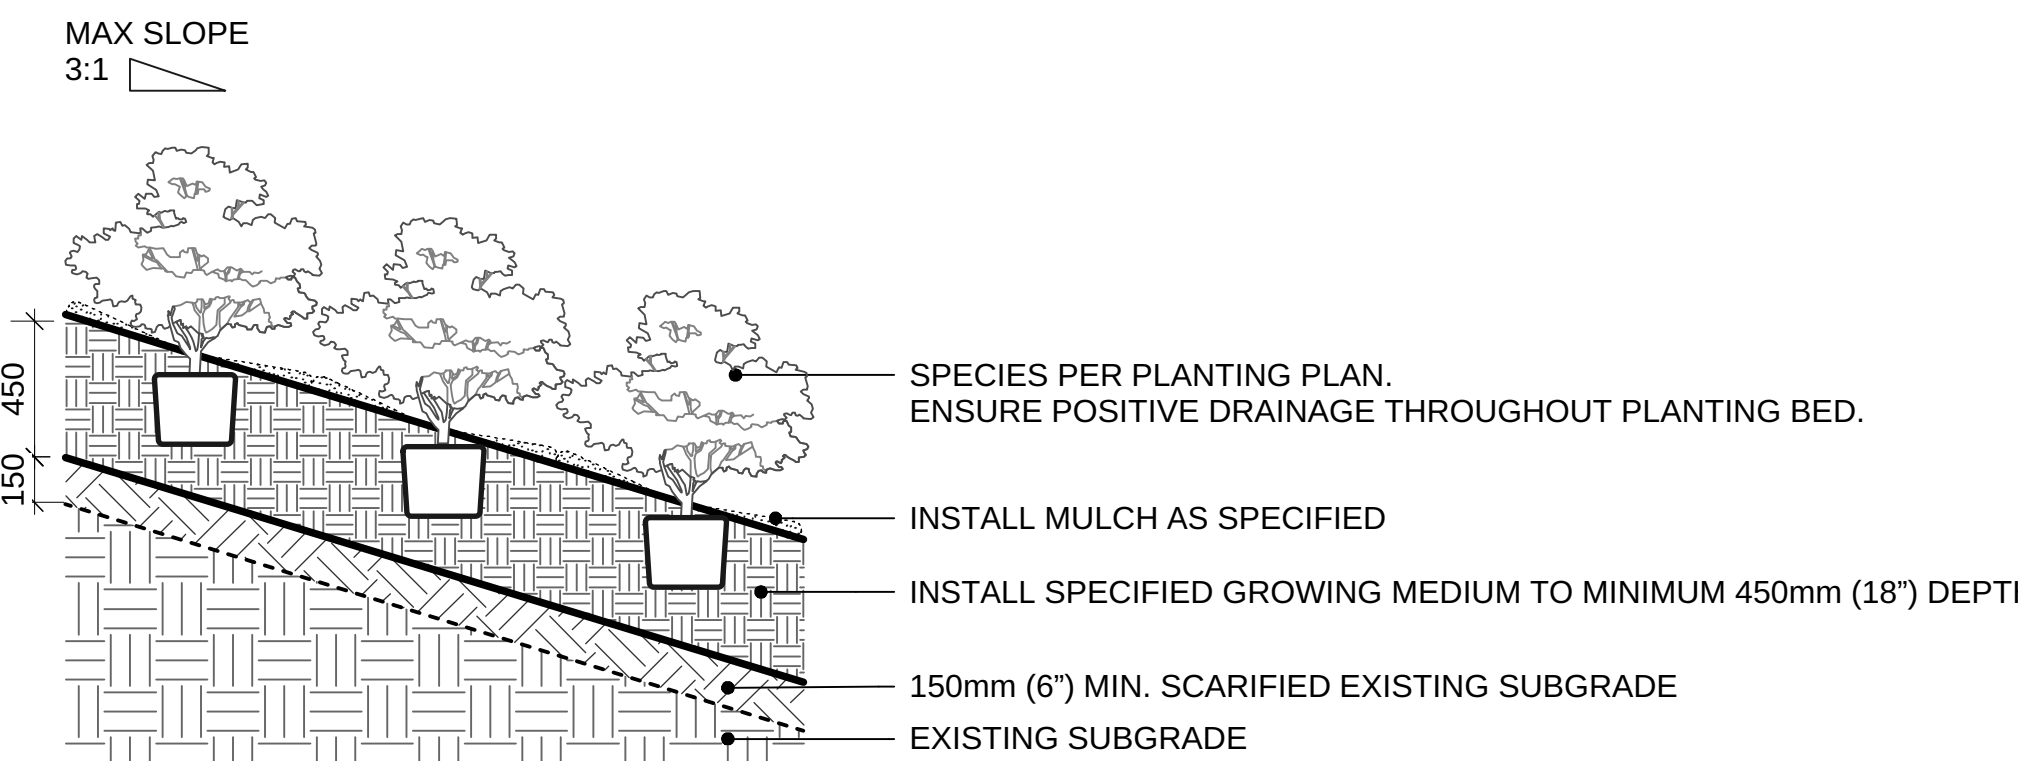 MAX SLOPE
3:1
450
150
SPECIES PER PLANTING PLAN.
ENSURE POSITIVE DRAINAGE THROUGHOUT PLANTING BED.
INSTALL MULCH AS SPECIFIED
INSTALL SPECIFIED GROWING MEDIUM TO MINIMUM 450mm (18”)
150mm (6”) MIN. SCARIFIED EXISTING SUBGRADE
EXISTING SUBGRADE